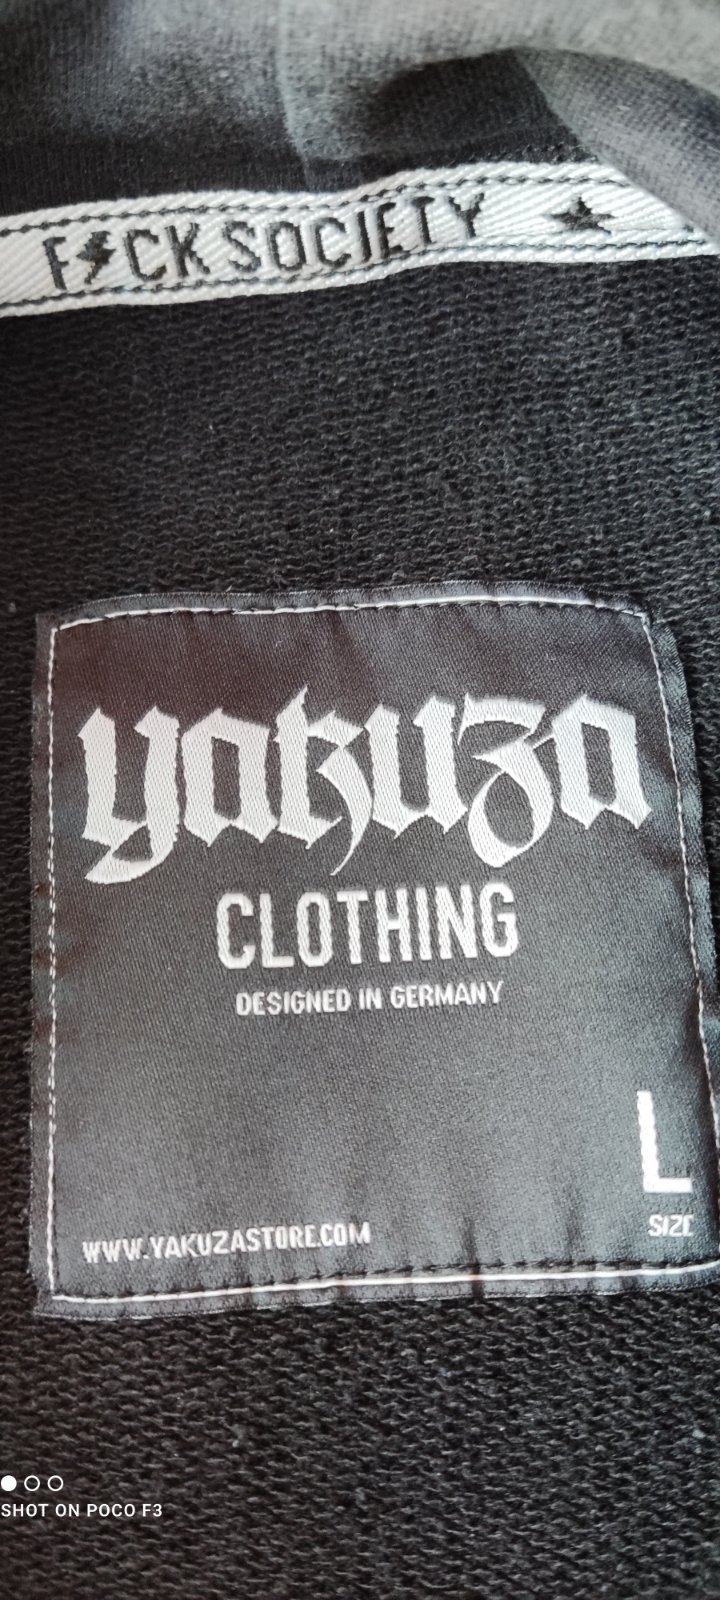 F⚡CK SOCIETY ★
yakuza
CLOTHING
DESIGNED IN GERMANY
L
SIZE
WWW.YAKUZASTORE.COM
SHOT ON POCO F3